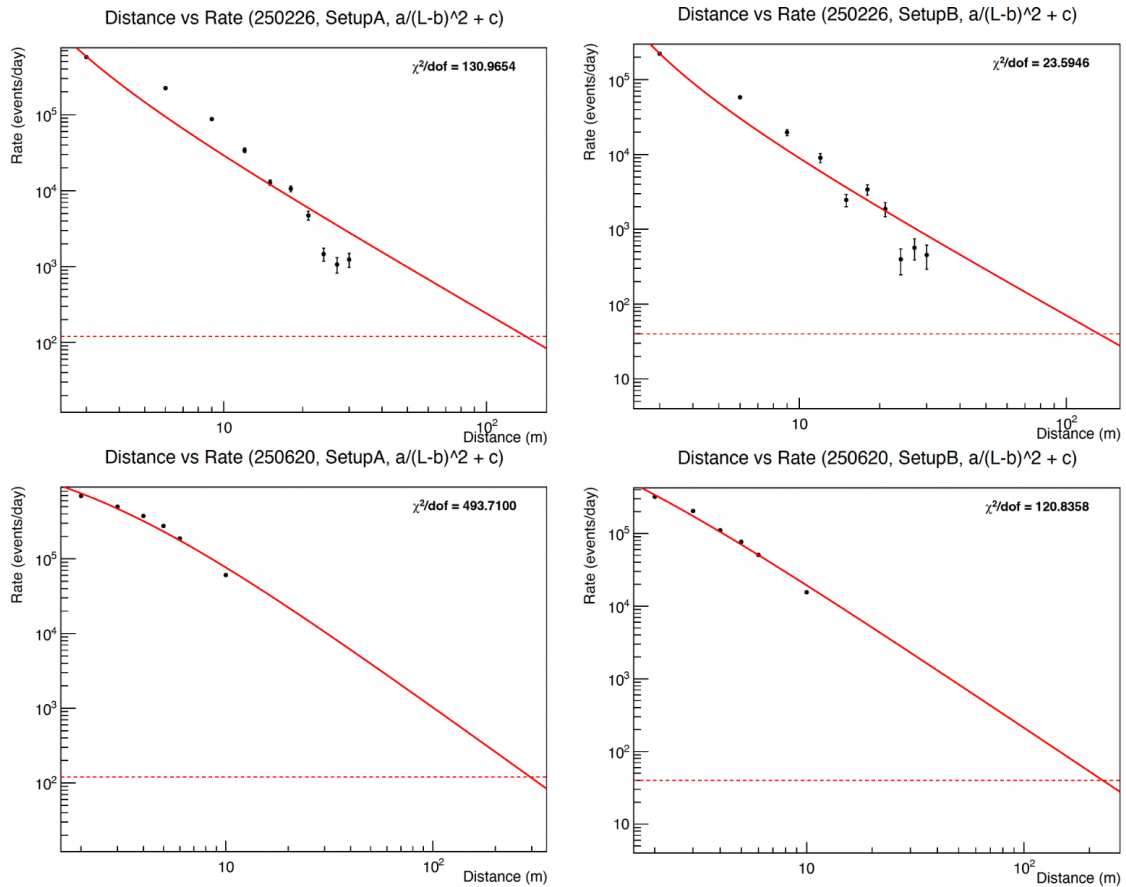 Distance vs Rate (250226, SetupA, a/(L-b)^2 + c)
Rate (events/day)
χ²/dof = 130.9654
10⁵
10⁴
10³
10²
10
10²
Distance (m)
Distance vs Rate (250226, SetupB, a/(L-b)^2 + c)
Rate (events/day)
χ²/dof = 23.5946
10⁵
10⁴
10³
10²
10
10
10²
Distance (m)
Distance vs Rate (250620, SetupA, a/(L-b)^2 + c)
Rate (events/day)
χ²/dof = 493.7100
10⁵
10⁴
10³
10²
10
10²
Distance (m)
Distance vs Rate (250620, SetupB, a/(L-b)^2 + c)
Rate (events/day)
χ²/dof = 120.8358
10⁵
10⁴
10³
10²
10
10
10²
Distance (m)